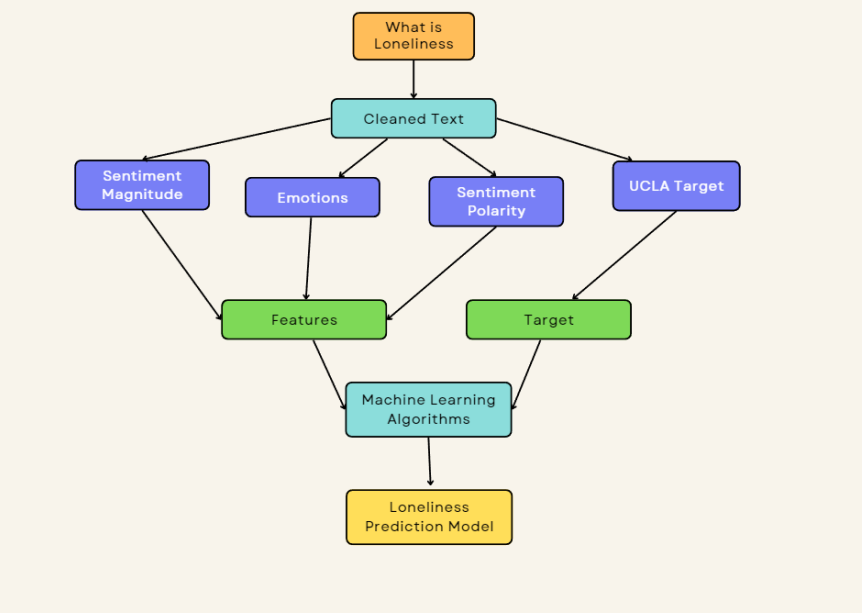 What is
Loneliness
Cleaned Text
Sentiment
Magnitude
Emotions
Sentiment
Polarity
UCLA Target
Features
Target
Machine Learning
Algorithms
Loneliness
Prediction Model